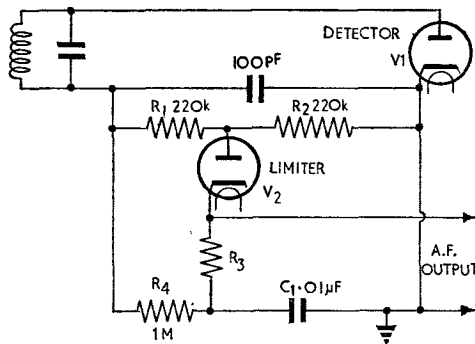 DETECTOR
V1
100PF
R1 220k
R2 220k
LIMITER
V2
R3
A.F.
OUTPUT
R4
1M
C1 ·01µF